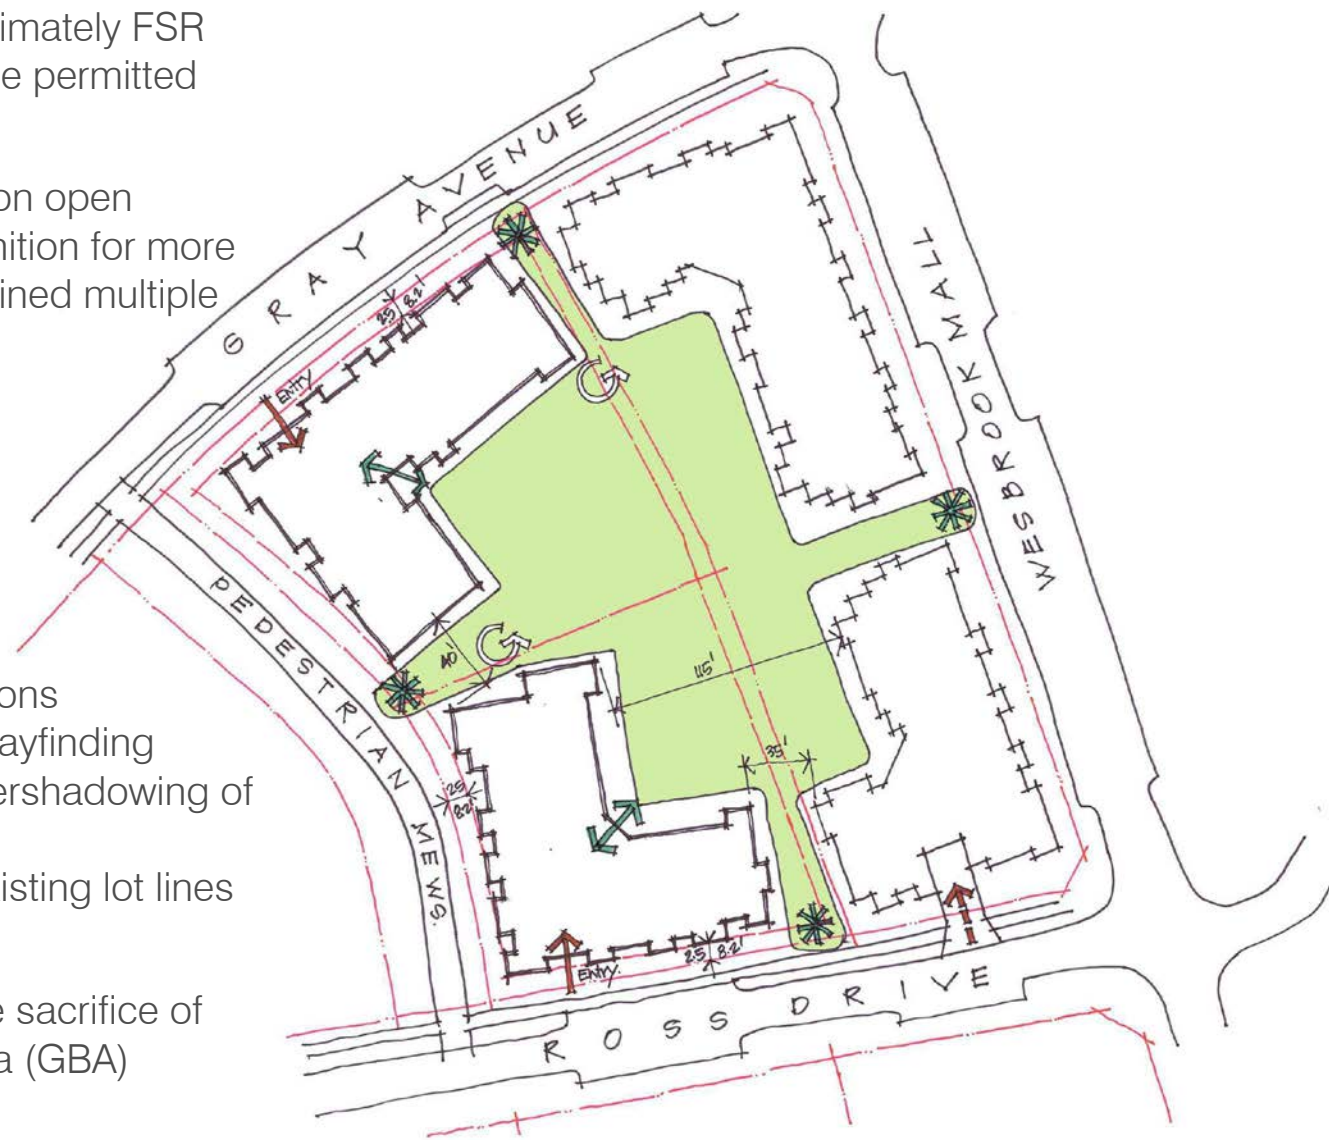 imately FSR
e permitted
on open
nition for more
ined multiple
ons
ayfinding
ershadowing of
isting lot lines
e sacrifice of
a (GBA)
GRAY AVENUE
WESBROOK MALL
PEDESTRIAN MEWS.
ROSS DRIVE
2.5 8.2'
ENTRY
40'
115'
35'
2.5 8.2'
2.5 8.2'
ENTRY.